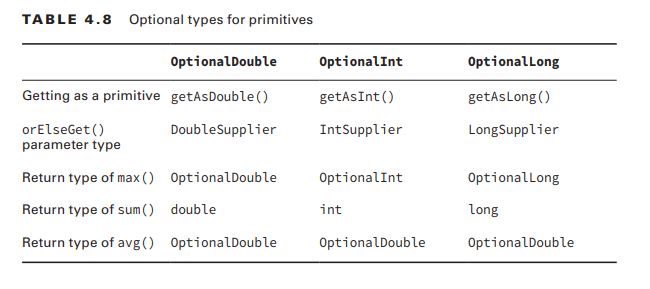 TABLE 4.8 Optional types for primitives
OptionalDouble OptionalInt OptionalLong
Getting as a primitive getAsDouble() getAsInt() getAsLong()
orElseGet() DoubleSupplier IntSupplier LongSupplier
parameter type
Return type of max() OptionalDouble OptionalInt OptionalLong
Return type of sum() double int long
Return type of avg() OptionalDouble OptionalDouble OptionalDouble